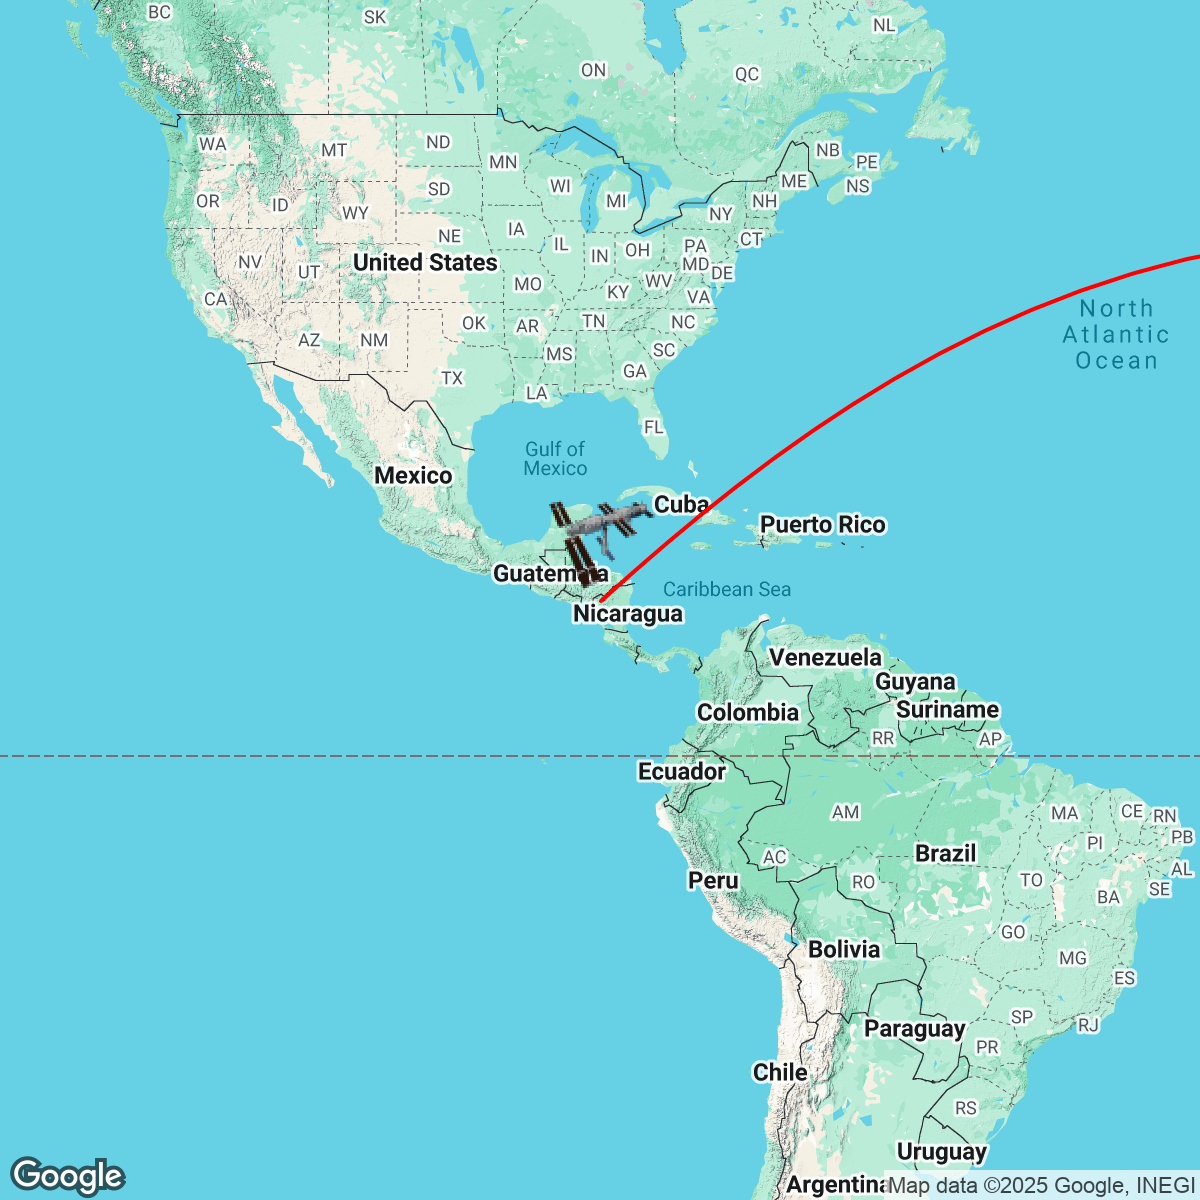 BC
SK
NL
ON
QC
WA
MT
ND
MN
NB
PE
OR
ID
WY
SD
WI
MI
NY
NH
ME
NS
NV
UT
NE
IA
IL
IN
OH
PA
CT
MD
DE
United States
CA
MO
KY
WV
VA
AZ
NM
OK
AR
TN
NC
MS
SC
TX
LA
GA
FL
North
Atlantic
Ocean
Gulf of
Mexico
Mexico
Cuba
Puerto Rico
Guatemala
Caribbean Sea
Nicaragua
Venezuela
Guyana
Colombia
Suriname
RR
AP
Ecuador
AM
MA
CE
RN
PB
PI
AC
Brazil
AL
Peru
RO
TO
SE
BA
GO
Bolivia
MG
ES
SP
Paraguay
RJ
PR
Chile
RS
Uruguay
Argentina
Google
Map data ©2025 Google, INEGI